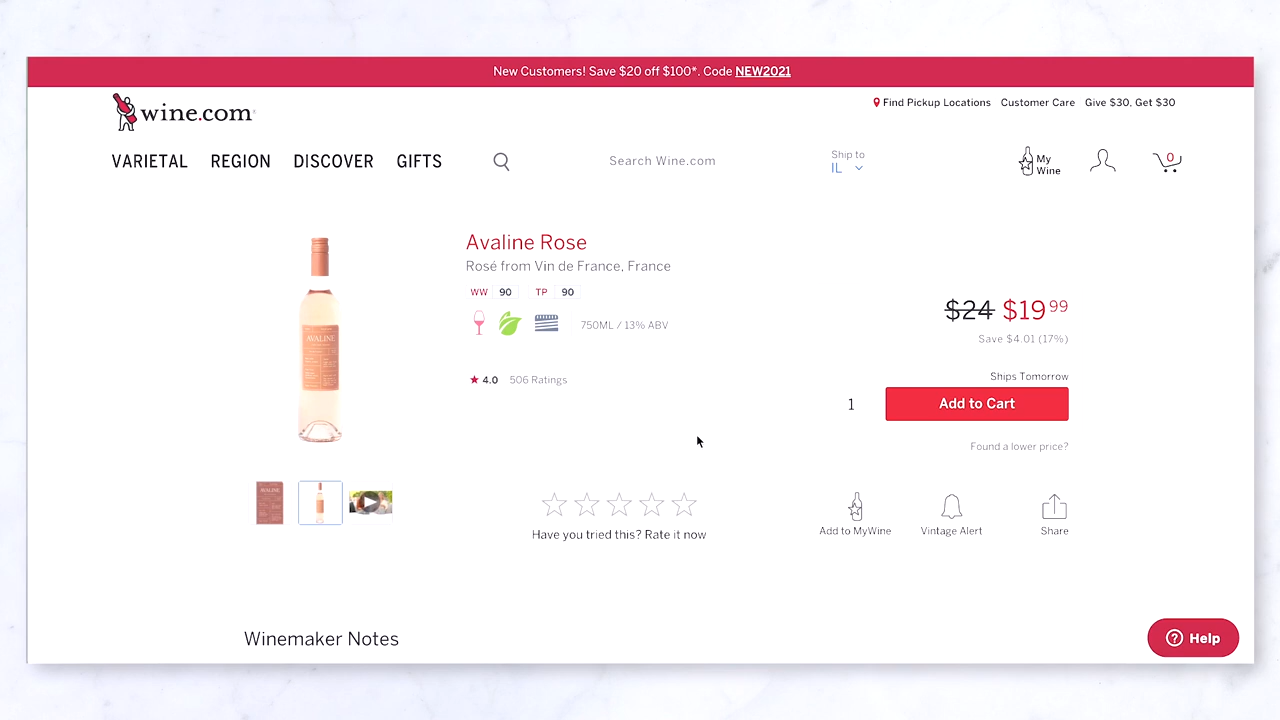 New Customers! Save $20 off $100*. Code NEW2021
wine.com
Find Pickup Locations Customer Care Give $30, Get $30
VARIETAL REGION DISCOVER GIFTS
Search Wine.com
Ship to
IL
My Wine
0
Avaline Rose
Rosé from Vin de France, France
WW 90 TP 90
750ML / 13% ABV
4.0 506 Ratings
$24 $19 99
Save $4.01 (17%)
Ships Tomorrow
1 Add to Cart
Found a lower price?
AVALINE
AVALINE
Have you tried this? Rate it now
Add to MyWine Vintage Alert Share
Winemaker Notes
Help